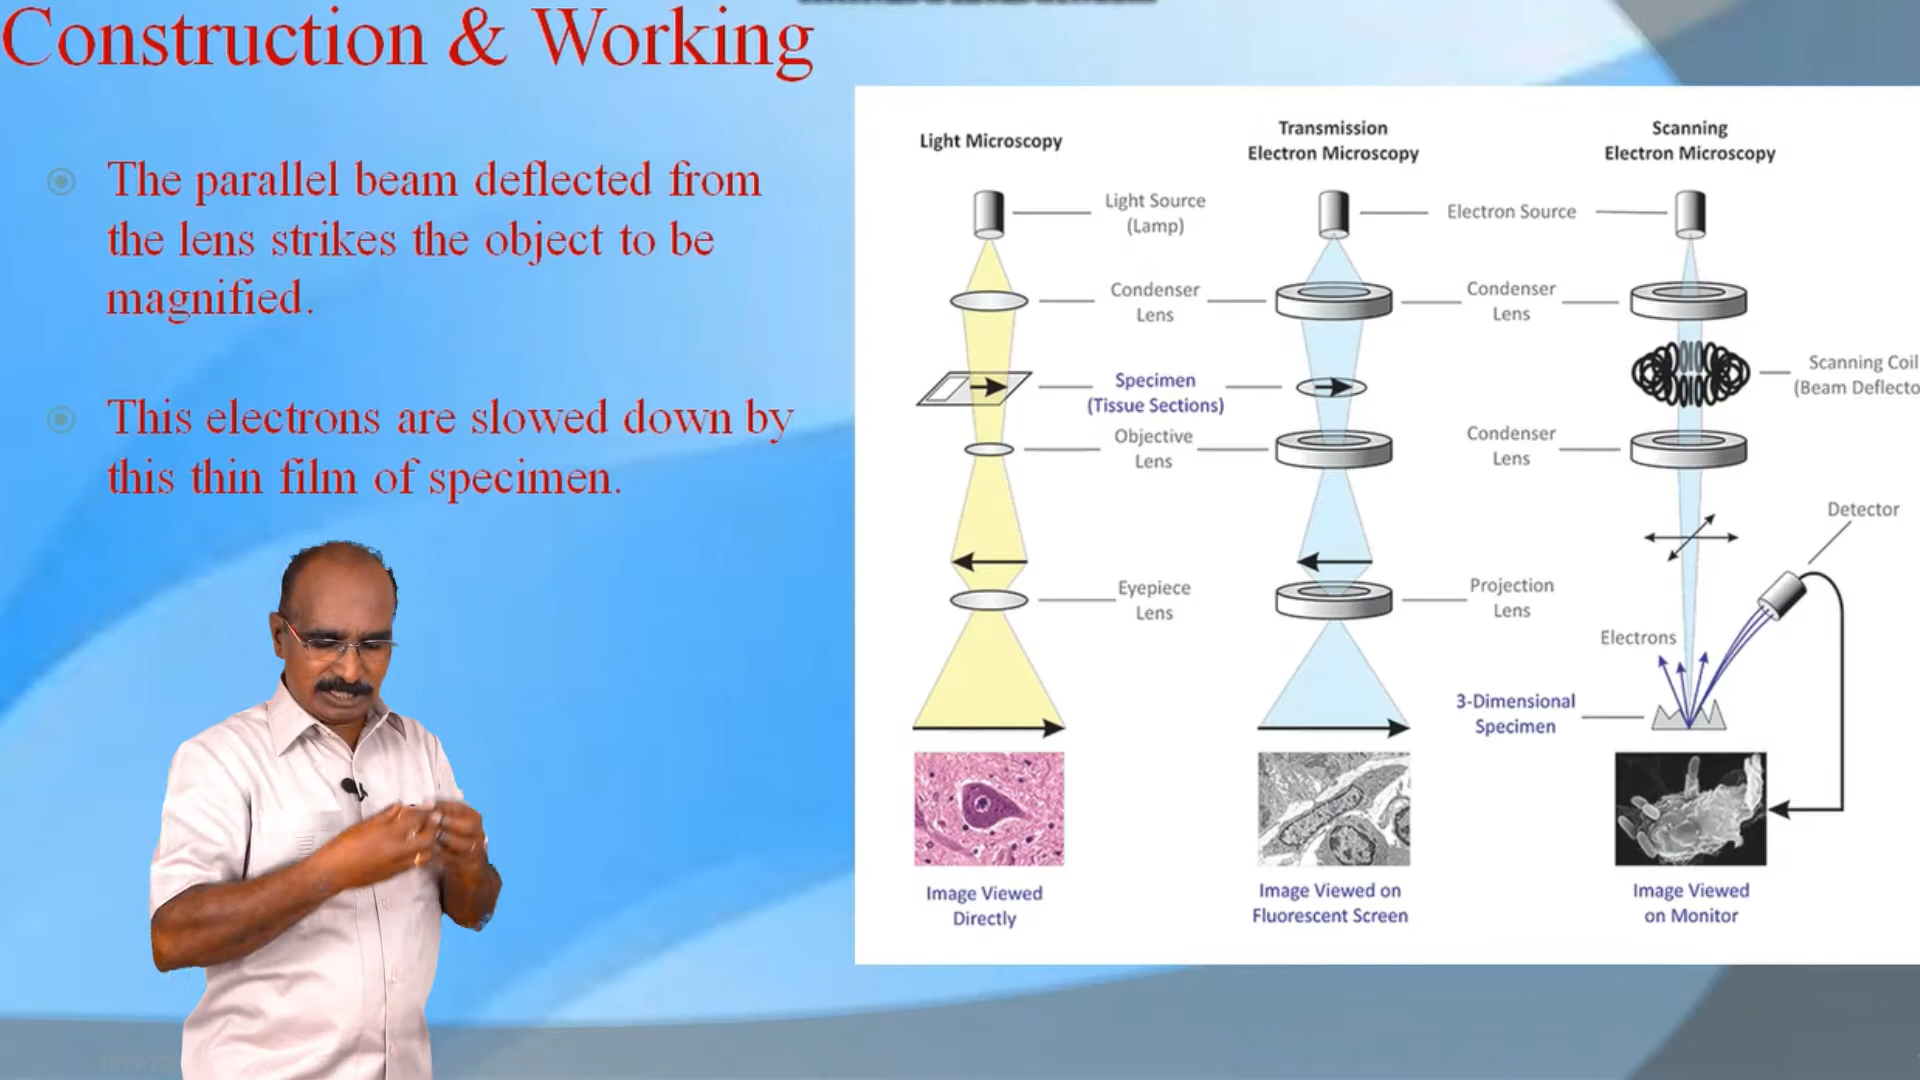 Construction & Working
The parallel beam deflected from
the lens strikes the object to be
magnified.
This electrons are slowed down by
this thin film of specimen.
Light Microscopy
Transmission
Electron Microscopy
Scanning
Electron Microscopy
Light Source
(Lamp)
Electron Source
Condenser
Lens
Condenser
Lens
Specimen
(Tissue Sections)
Scanning Coil
(Beam Deflecto
Objective
Lens
Condenser
Lens
Detector
Eyepiece
Lens
Projection
Lens
Electrons
3-Dimensional
Specimen
Image Viewed
Directly
Image Viewed on
Fluorescent Screen
Image Viewed
on Monitor